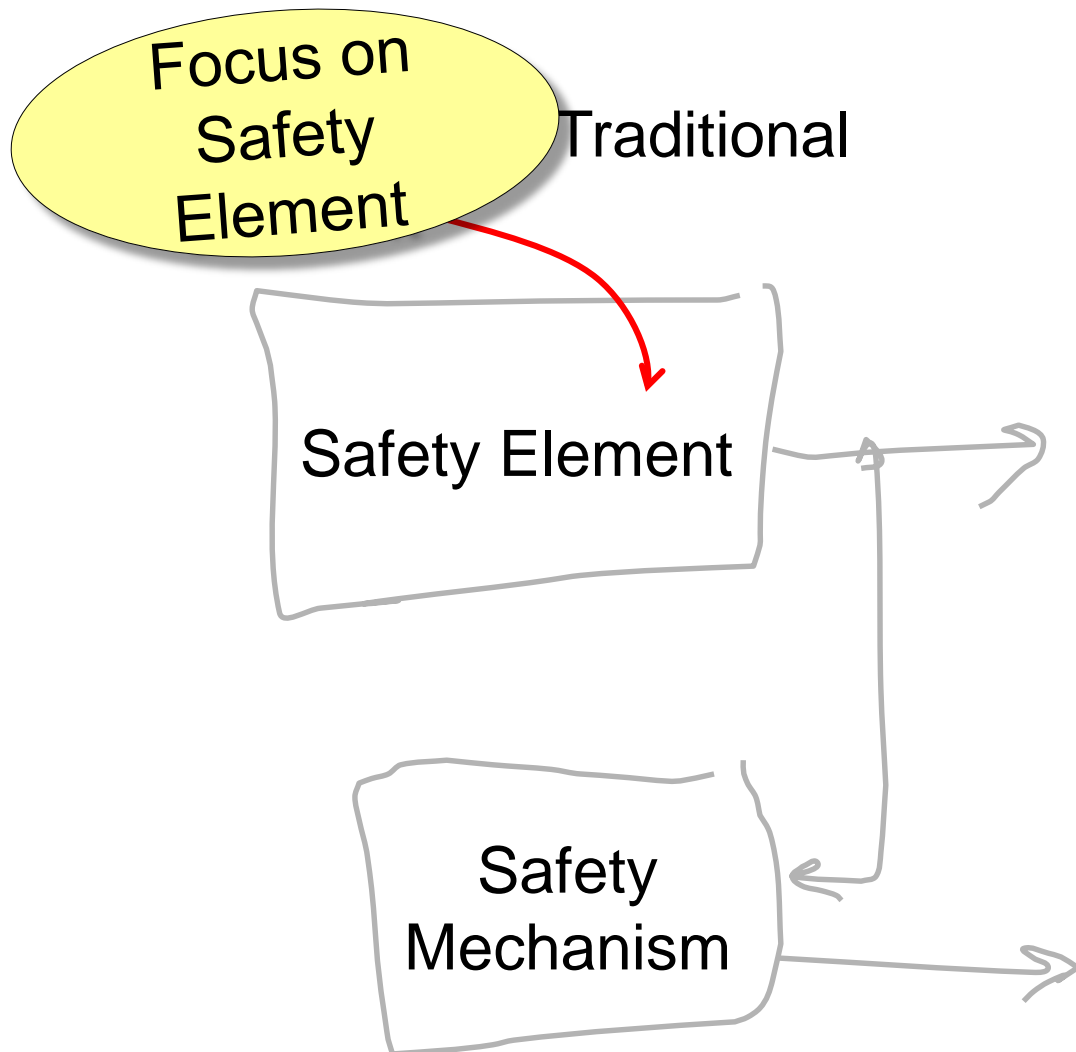 Focus on
Safety
Element
Traditional
Safety Element
Safety
Mechanism